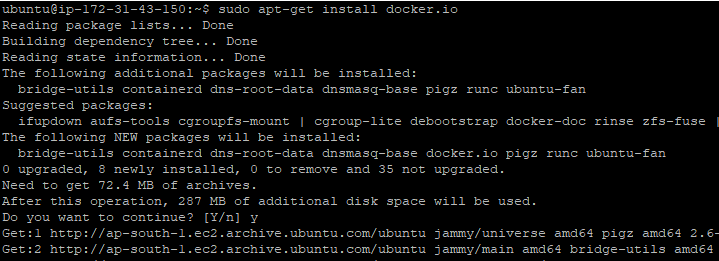 ubuntu@ip-172-31-43-150:~$ sudo apt-get install docker.io
Reading package lists... Done
Building dependency tree... Done
Reading state information... Done
The following additional packages will be installed:
  bridge-utils containerd dns-root-data dnsmasq-base pigz runc ubuntu-fan
Suggested packages:
  ifupdown aufs-tools cgroupfs-mount | cgroup-lite debootstrap docker-doc rinse zfs-fuse |
The following NEW packages will be installed:
  bridge-utils containerd dns-root-data dnsmasq-base docker.io pigz runc ubuntu-fan
0 upgraded, 8 newly installed, 0 to remove and 35 not upgraded.
Need to get 72.4 MB of archives.
After this operation, 287 MB of additional disk space will be used.
Do you want to continue? [Y/n] y
Get:1 http://ap-south-1.ec2.archive.ubuntu.com/ubuntu jammy/universe amd64 pigz amd64 2.6-
Get:2 http://ap-south-1.ec2.archive.ubuntu.com/ubuntu jammy/main amd64 bridge-utils amd64